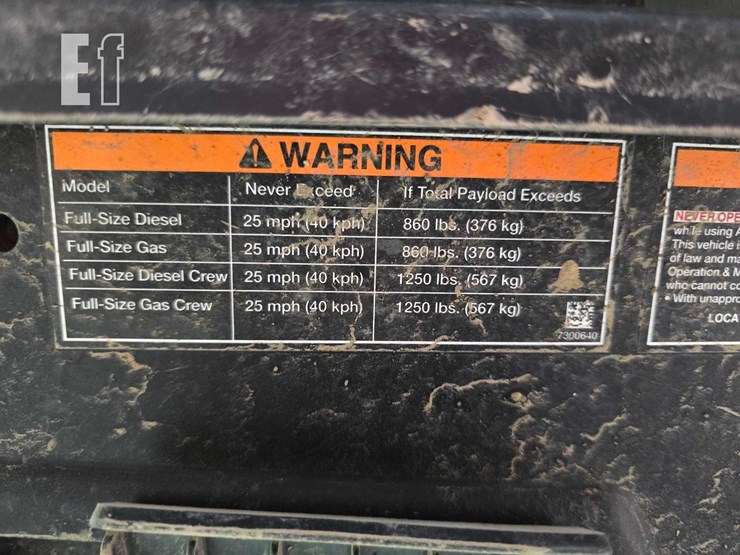 Ef
WARNING
Model Never Exceed If Total Payload Exceeds
Full-Size Diesel 25 mph (40 kph) 860 lbs. (376 kg)
Full-Size Gas 25 mph (40 kph) 860 lbs. (376 kg)
Full-Size Diesel Crew 25 mph (40 kph) 1250 lbs. (567 kg)
Full-Size Gas Crew 25 mph (40 kph) 1250 lbs. (567 kg)
7300640
NEVER OPE
while using A
This vehicle i
of law and ma
Operation & M
who cannot co
• With unappro
LOCA